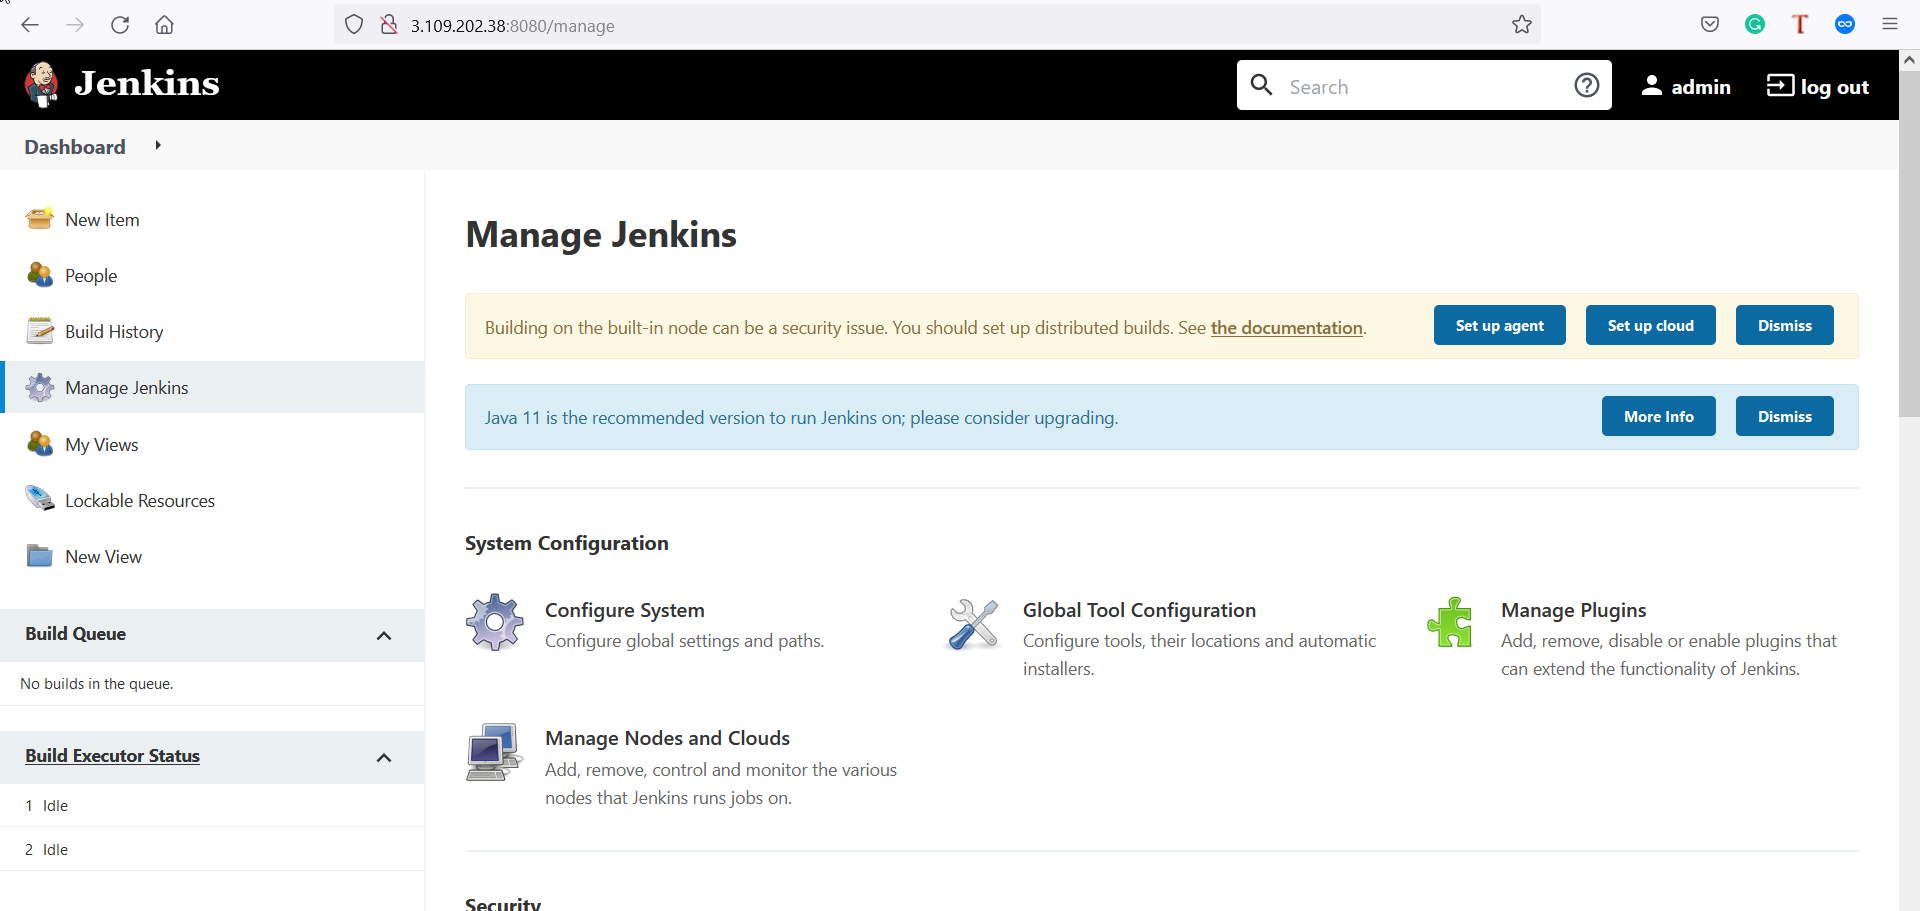 3.109.202.38:8080/manage
Jenkins
Search
admin
log out
Dashboard
New Item
People
Build History
Manage Jenkins
My Views
Lockable Resources
New View
Build Queue
No builds in the queue.
Build Executor Status
1 Idle
2 Idle
Manage Jenkins
Building on the built-in node can be a security issue. You should set up distributed builds. See the documentation.
Set up agent
Set up cloud
Dismiss
Java 11 is the recommended version to run Jenkins on; please consider upgrading.
More Info
Dismiss
System Configuration
Configure System
Configure global settings and paths.
Global Tool Configuration
Configure tools, their locations and automatic
installers.
Manage Plugins
Add, remove, disable or enable plugins that
can extend the functionality of Jenkins.
Manage Nodes and Clouds
Add, remove, control and monitor the various
nodes that Jenkins runs jobs on.
Security